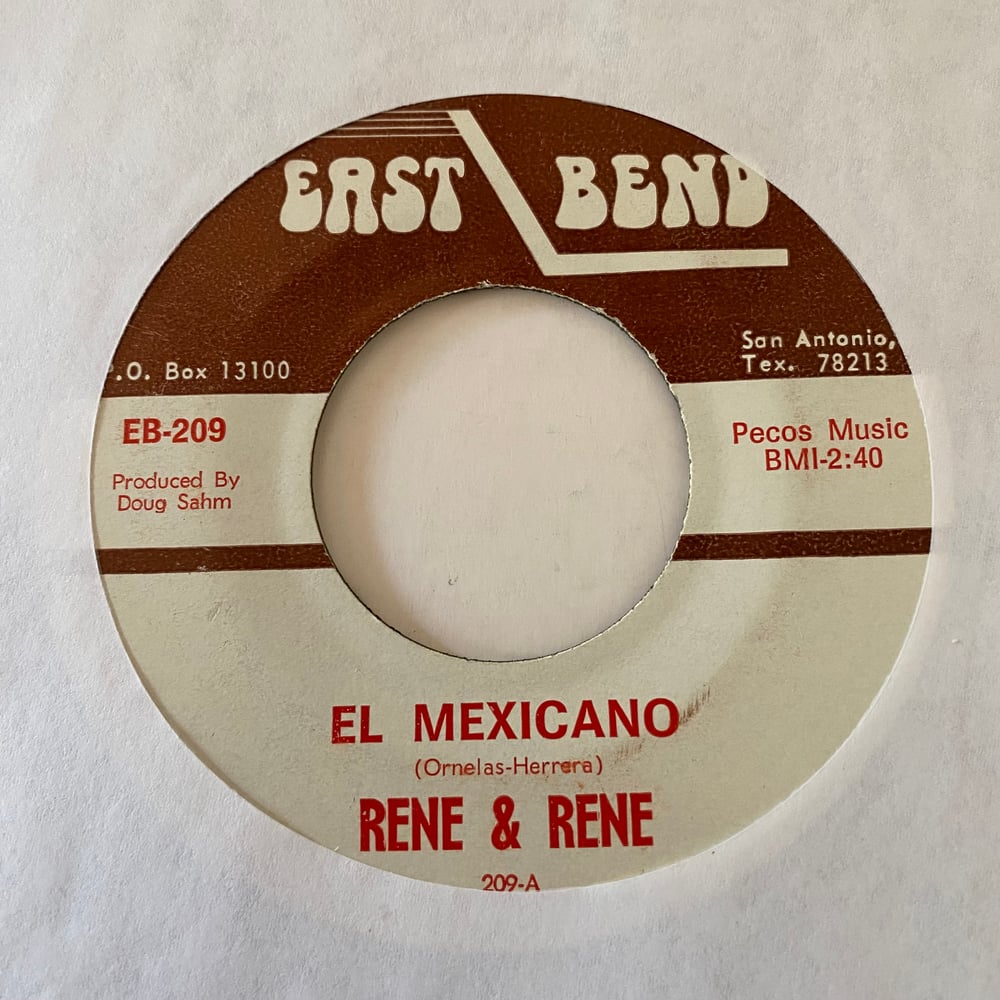 EAST BEND
San Antonio,
Tex. 78213
.O. Box 13100
EB-209
Produced By
Doug Sahm
Pecos Music
BMI-2:40
EL MEXICANO
(Ornelas-Herrera)
RENE & RENE
209-A